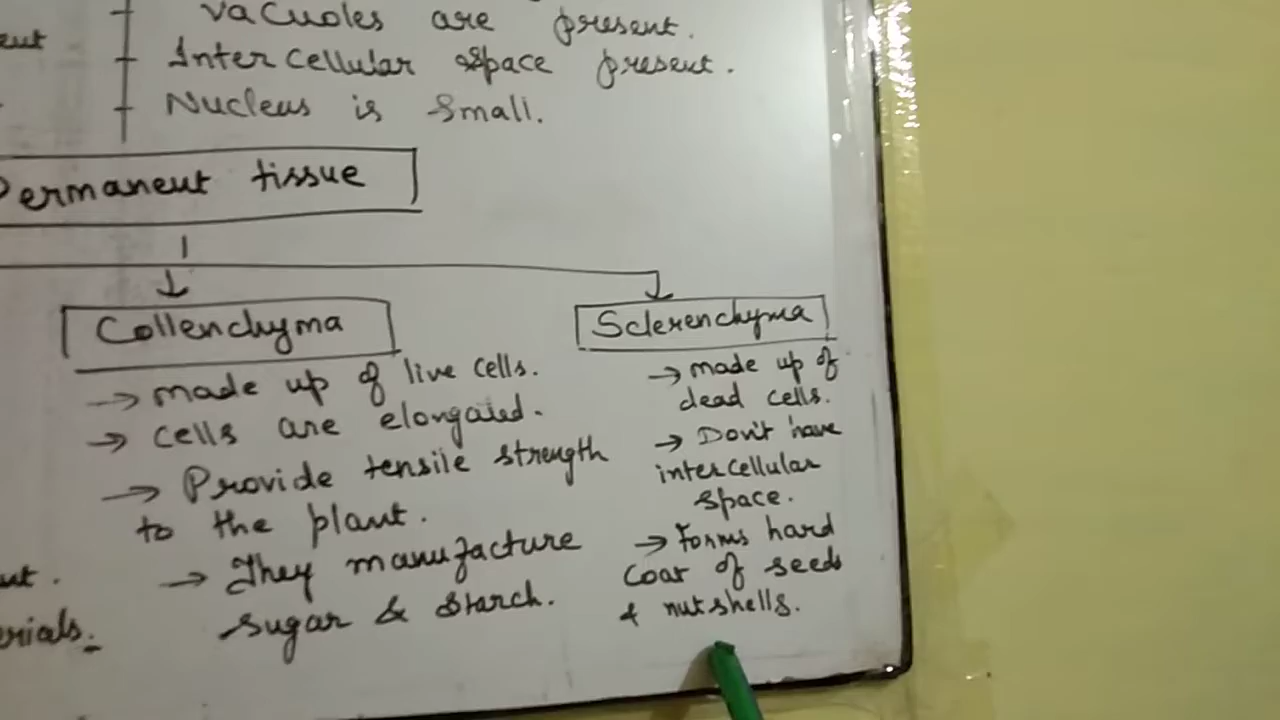 vacuoles are present.
Intercellular space present.
Nucleus is small.
Permanent tissue
Collenchyma
→ made up of live cells.
→ cells are elongated.
→ Provide tensile strength
to the plant.
→ They manufacture
sugar & starch.
Sclerenchyma
→ made up of
dead cells.
→ Don't have
intercellular
space.
→ Forms hard
coat of seeds
& nutshells.